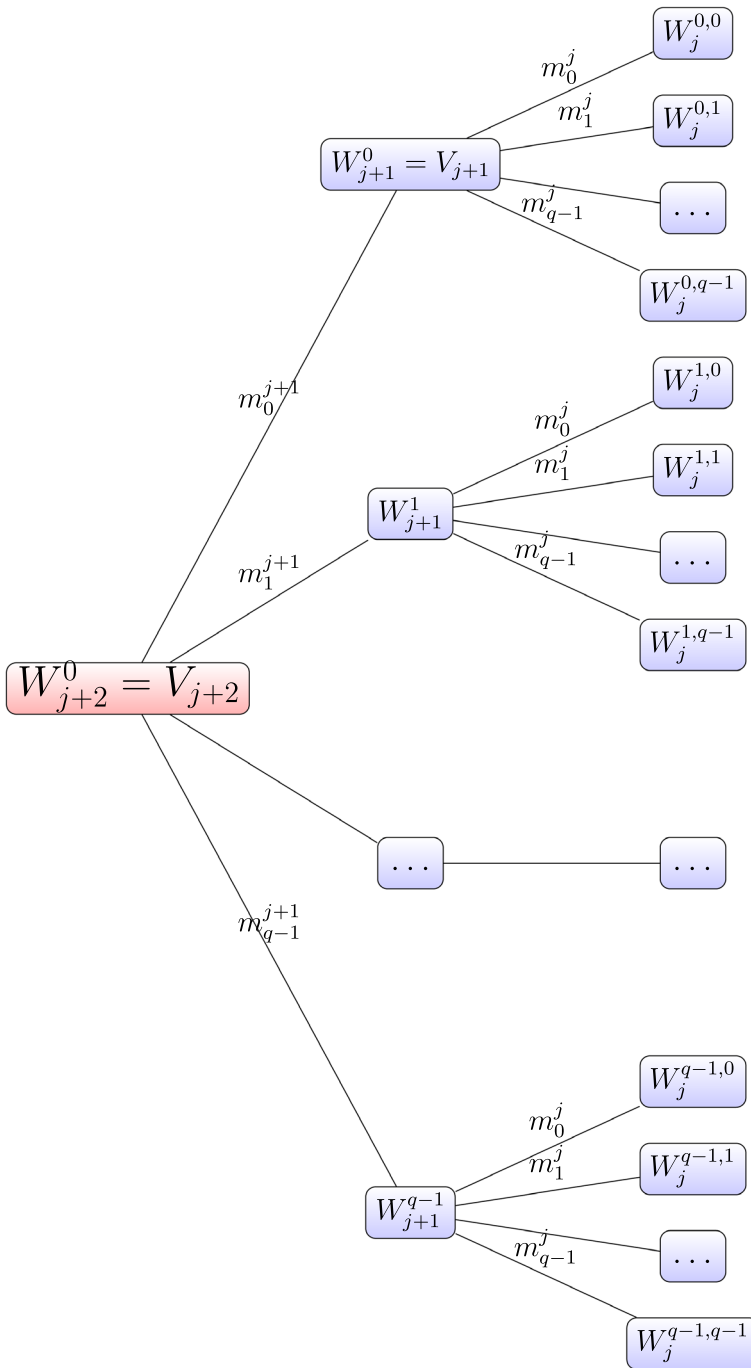 $W_j^{0,0}$
$m_0^j$
$m_1^j$
$W_j^{0,1}$
$W_{j+1}^0 = V_{j+1}$
$m_{q-1}^j$
...
$W_j^{0,q-1}$
$m_0^{j+1}$
$W_j^{1,0}$
$m_0^j$
$m_1^j$
$W_j^{1,1}$
$W_{j+1}^1$
$m_{q-1}^j$
...
$W_j^{1,q-1}$
$m_1^{j+1}$
$W_{j+2}^0 = V_{j+2}$
... ...
$m_{q-1}^{j+1}$
$W_j^{q-1,0}$
$m_0^j$
$m_1^j$
$W_j^{q-1,1}$
$W_{j+1}^{q-1}$
$m_{q-1}^j$
...
$W_j^{q-1,q-1}$